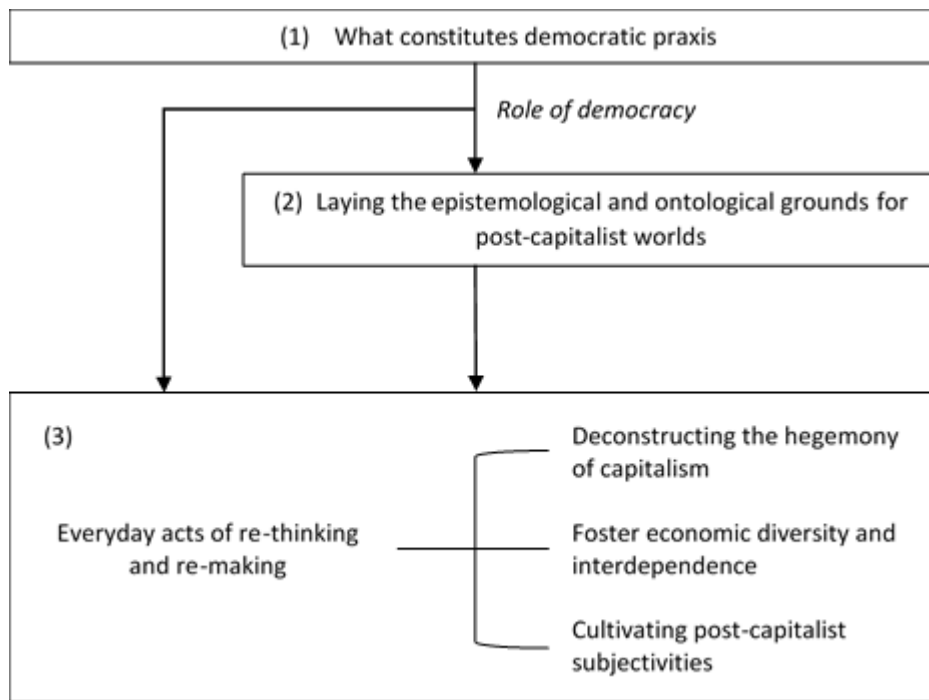 (1) What constitutes democratic praxis
Role of democracy
(2) Laying the epistemological and ontological grounds for
post-capitalist worlds
(3)
Everyday acts of re-thinking
and re-making
Deconstructing the hegemony
of capitalism
Foster economic diversity and
interdependence
Cultivating post-capitalist
subjectivities